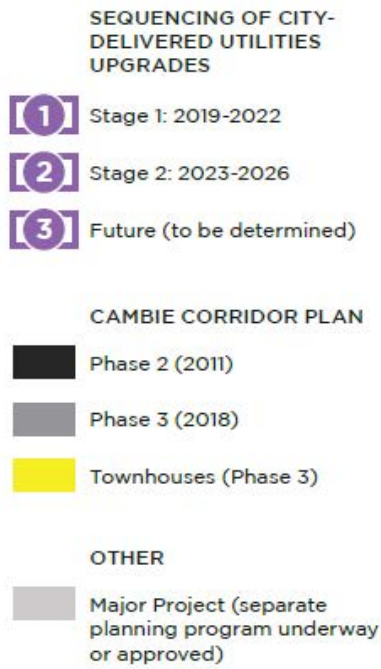 SEQUENCING OF CITY-
DELIVERED UTILITIES
UPGRADES
1 Stage 1: 2019-2022
2 Stage 2: 2023-2026
3 Future (to be determined)
CAMBIE CORRIDOR PLAN
Phase 2 (2011)
Phase 3 (2018)
Townhouses (Phase 3)
OTHER
Major Project (separate
planning program underway
or approved)